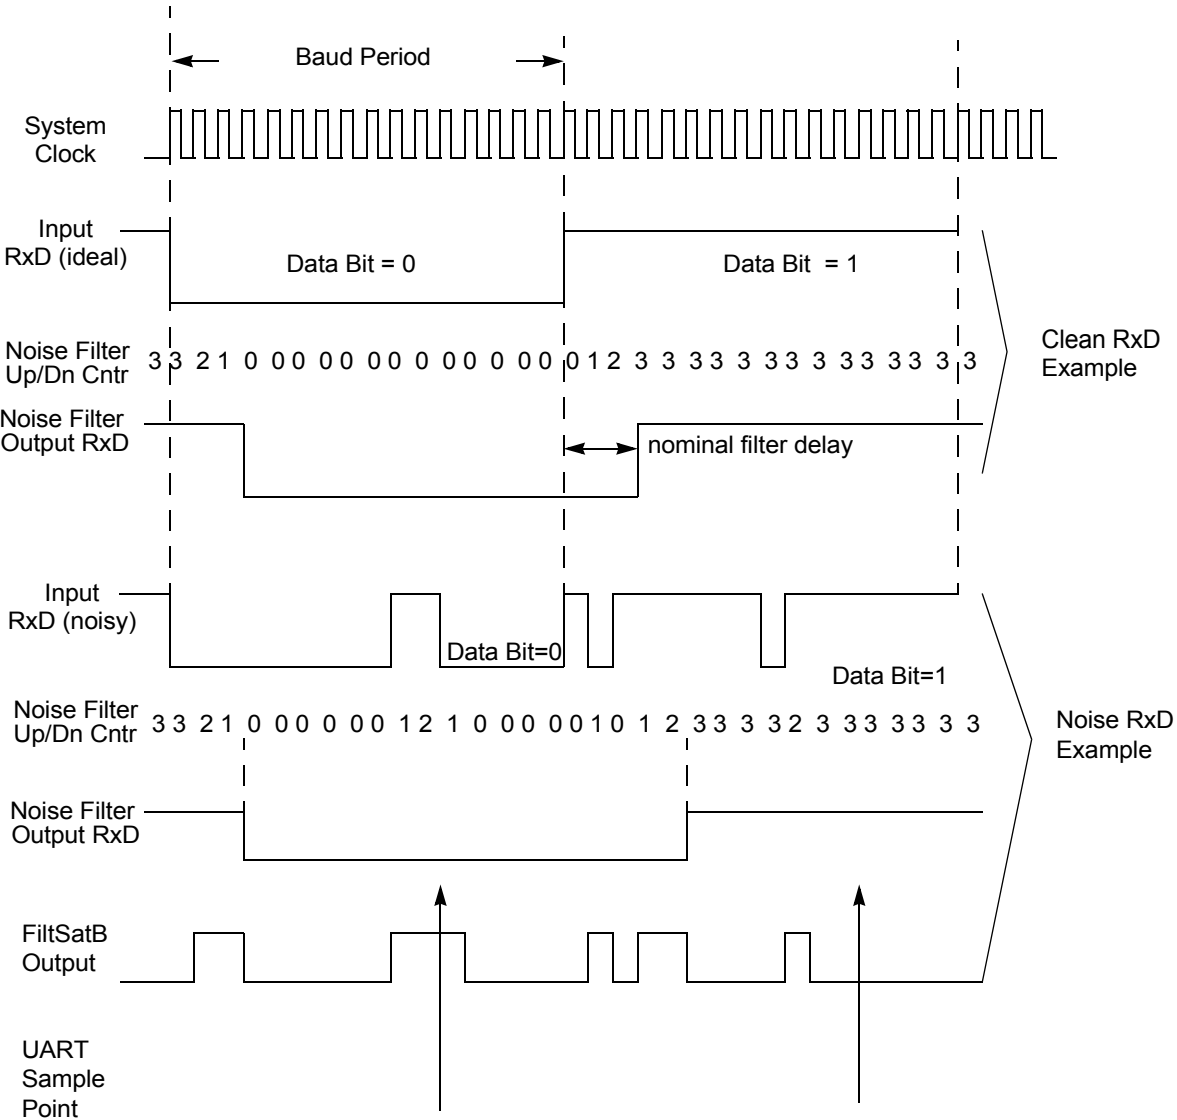 Baud Period
System
Clock
Input
RxD (ideal)
Data Bit = 0
Data Bit = 1
Noise Filter
Up/Dn Cntr
3 3 2 1 0 0 0 0 0 0 0 0 0 0 0 0 0 0 1 2 3 3 3 3 3 3 3 3 3 3 3 3 3 3
Clean RxD
Example
Noise Filter
Output RxD
nominal filter delay
Input
RxD (noisy)
Data Bit=0
Data Bit=1
Noise Filter
Up/Dn Cntr
3 3 2 1 0 0 0 0 0 0 1 2 1 0 0 0 0 0 1 0 1 2 3 3 3 3 2 3 3 3 3 3 3 3
Noise RxD
Example
Noise Filter
Output RxD
FiltSatB
Output
UART
Sample
Point